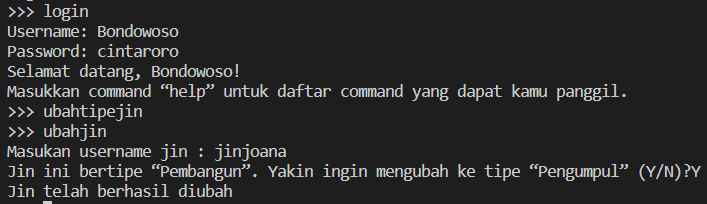 >>> login
Username: Bondowoso
Password: cintaroro
Selamat datang, Bondowoso!
Masukkan command “help” untuk daftar command yang dapat kamu panggil.
>>> ubahtipejin
>>> ubahjin
Masukan username jin : jinjoana
Jin ini bertipe “Pembangun”. Yakin ingin mengubah ke tipe “Pengumpul” (Y/N)?Y
Jin telah berhasil diubah